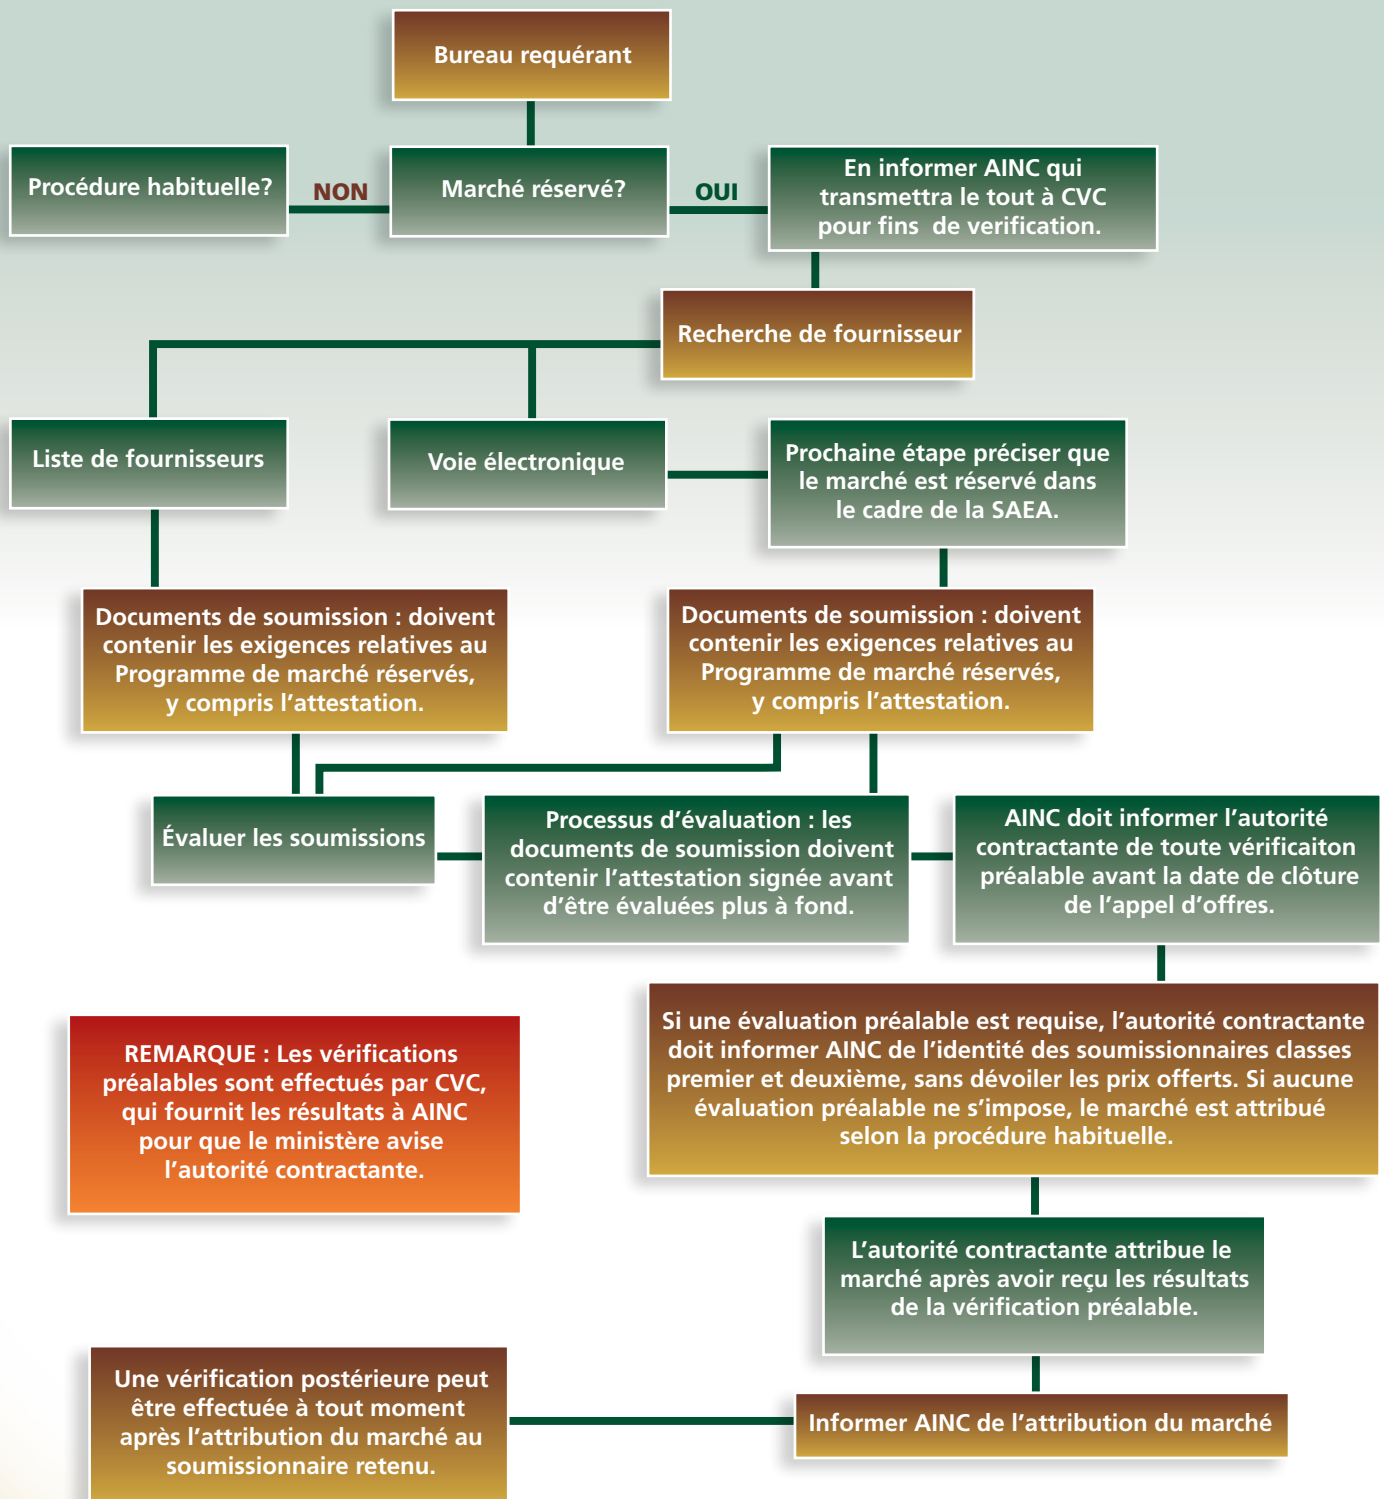 Bureau requérant
Procédure habituelle?
NON
Marché réservé?
OUI
En informer AINC qui
transmettra le tout à CVC
pour fins de verification.
Recherche de fournisseur
Liste de fournisseurs
Voie électronique
Prochaine étape préciser que
le marché est réservé dans
le cadre de la SAEA.
Documents de soumission : doivent
contenir les exigences relatives au
Programme de marché réservés,
y compris l'attestation.
Documents de soumission : doivent
contenir les exigences relatives au
Programme de marché réservés,
y compris l'attestation.
Évaluer les soumissions
Processus d'évaluation : les
documents de soumission doivent
contenir l'attestation signée avant
d'être évaluées plus à fond.
AINC doit informer l'autorité
contractante de toute vérificaiton
préalable avant la date de clôture
de l'appel d'offres.
REMARQUE : Les vérifications
préalables sont effectués par CVC,
qui fournit les résultats à AINC
pour que le ministère avise
l'autorité contractante.
Si une évaluation préalable est requise, l'autorité contractante
doit informer AINC de l'identité des soumissionnaires classes
premier et deuxième, sans dévoiler les prix offerts. Si aucune
évaluation préalable ne s'impose, le marché est attribué
selon la procédure habituelle.
L'autorité contractante attribue le
marché après avoir reçu les résultats
de la vérification préalable.
Une vérification postérieure peut
être effectuée à tout moment
après l'attribution du marché au
soumissionnaire retenu.
Informer AINC de l'attribution du marché